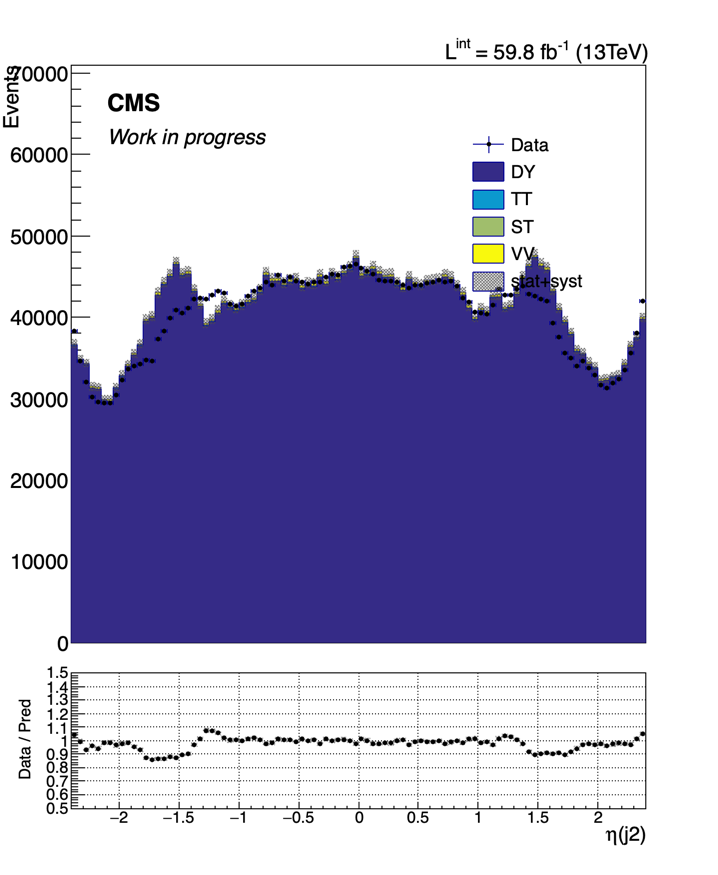 L^int = 59.8 fb^-1 (13TeV)
Events
70000
CMS
Work in progress
Data
60000
DY
TT
ST
50000
VV
stat+syst
40000
30000
20000
10000
0
Data / Pred
1.5
1.4
1.3
1.2
1.1
1
0.9
0.8
0.7
0.6
0.5
−2 −1.5 −1 −0.5 0 0.5 1 1.5 2
η(j2)